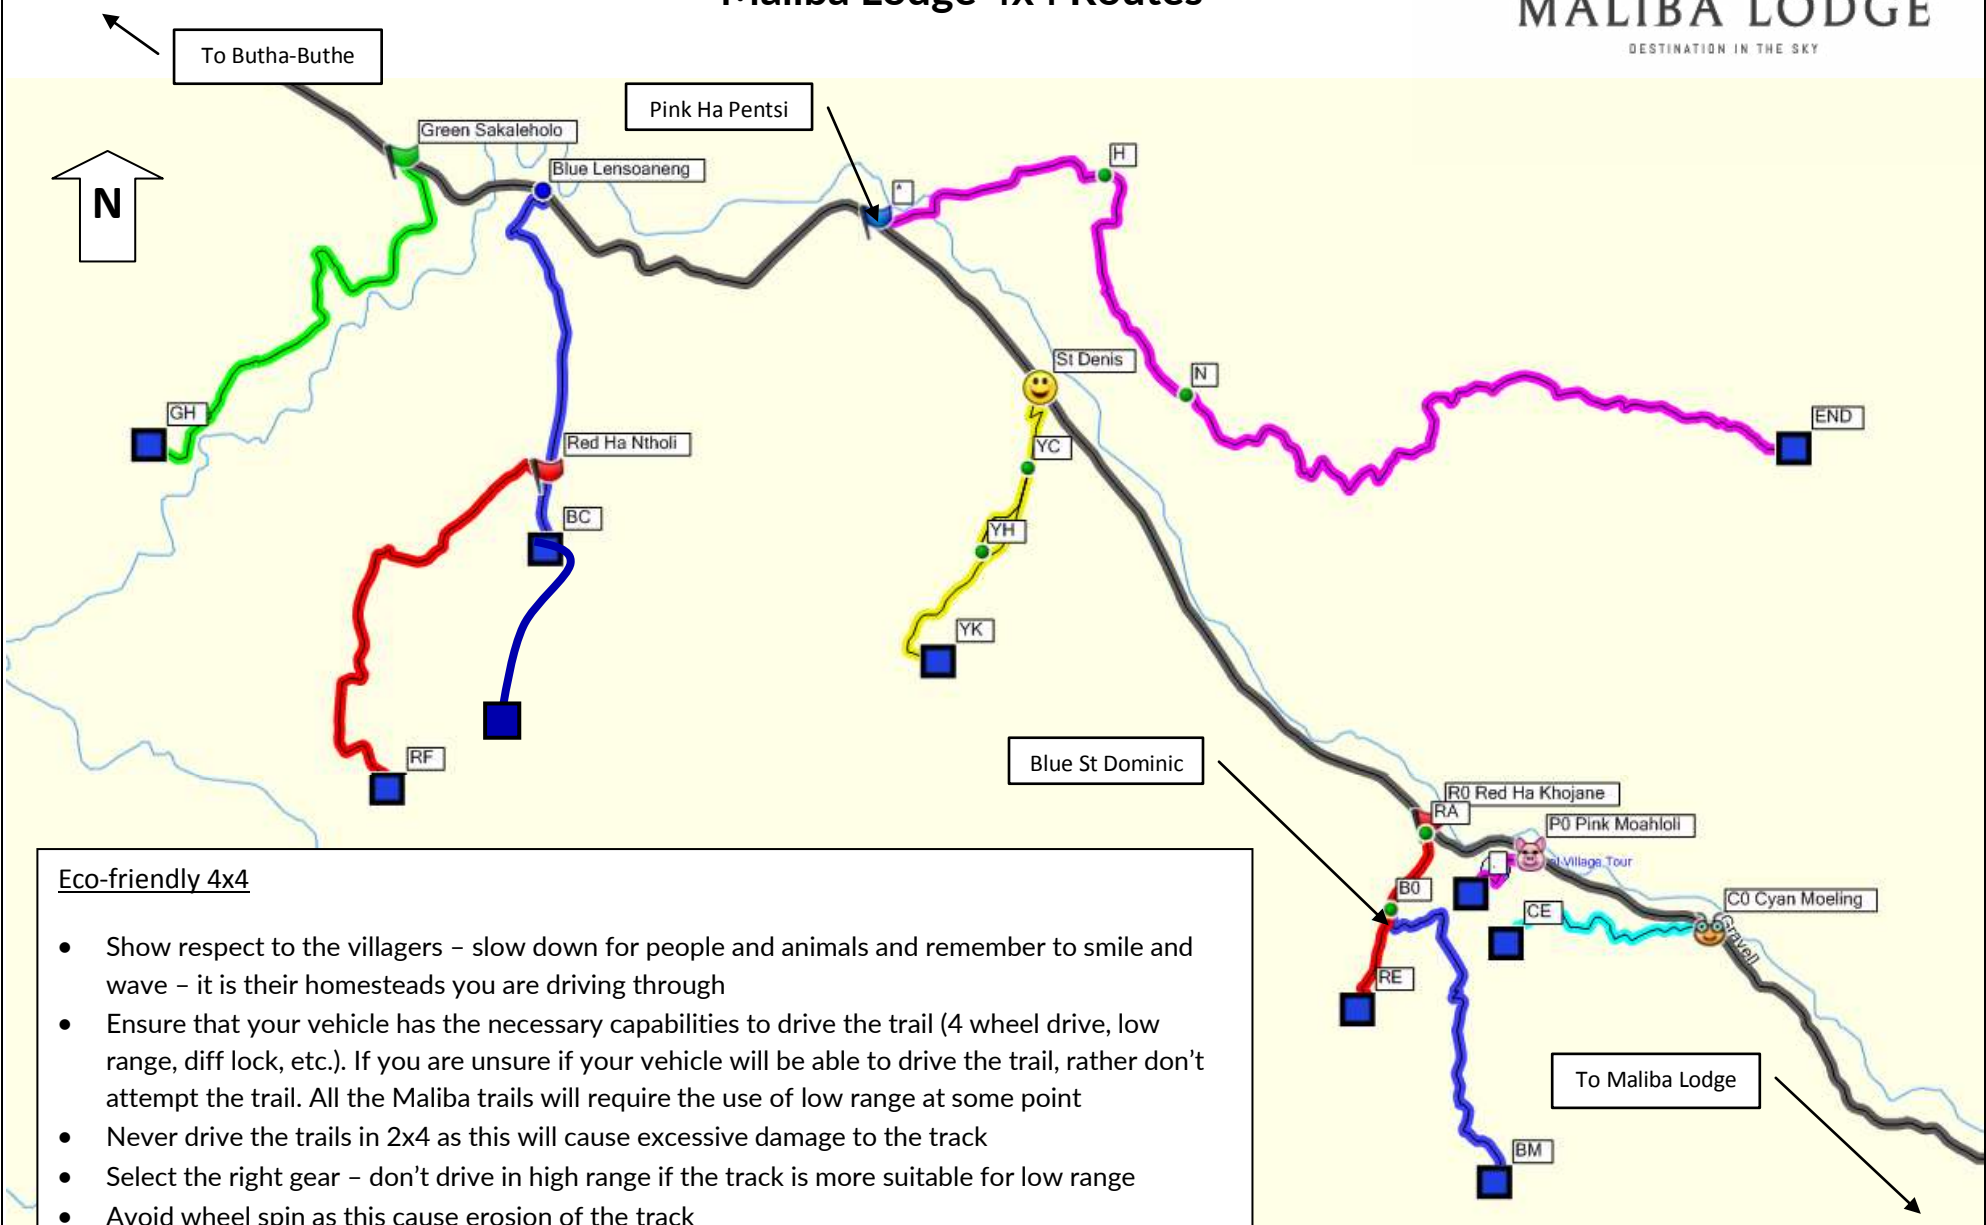 Maliba Lodge 4x4 Routes
MALIBA LODGE
DESTINATION IN THE SKY
To Butha-Buthe
Pink Ha Pentsi
Green Sakaleholo
Blue Lensoaneng
H
*
N
N
St Denis
GH
END
Red Ha Ntholi
YC
BC
YH
YK
RF
Blue St Dominic
R0 Red Ha Khojane
RA
P0 Pink Moahloli
Village Tour
B0
C0 Cyan Moeling
CE
Gravell
RE
To Maliba Lodge
BM
Eco-friendly 4x4
• Show respect to the villagers – slow down for people and animals and remember to smile and
wave – it is their homesteads you are driving through
• Ensure that your vehicle has the necessary capabilities to drive the trail (4 wheel drive, low
range, diff lock, etc.). If you are unsure if your vehicle will be able to drive the trail, rather don’t
attempt the trail. All the Maliba trails will require the use of low range at some point
• Never drive the trails in 2x4 as this will cause excessive damage to the track
• Select the right gear – don’t drive in high range if the track is more suitable for low range
• Avoid wheel spin as this cause erosion of the track